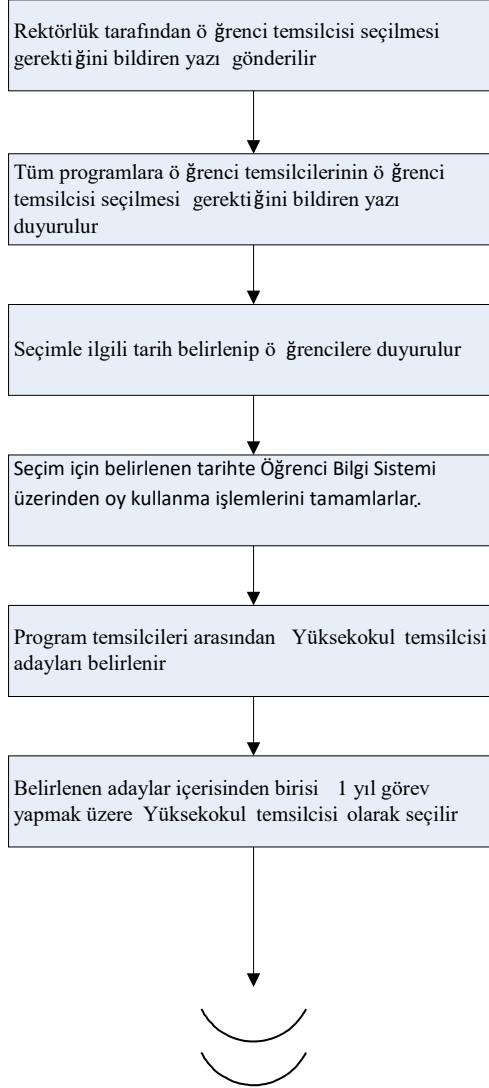 Rektörlük tarafından ö ğrenci temsilcisi seçilmesi
gerektiğini bildiren yazı gönderilir
Tüm programlara ö ğrenci temsilcilerinin ö ğrenci
temsilcisi seçilmesi gerektiğini bildiren yazı
duyurulur
Seçimle ilgili tarih belirlenip ö ğrencilere duyurulur
Seçim için belirlenen tarihte Öğrenci Bilgi Sistemi
üzerinden oy kullanma işlemlerini tamamlarlar..
Program temsilcileri arasından Yüksekokul temsilcisi
adayları belirlenir
Belirlenen adaylar içerisinden birisi 1 yıl görev
yapmak üzere Yüksekokul temsilcisi olarak seçilir